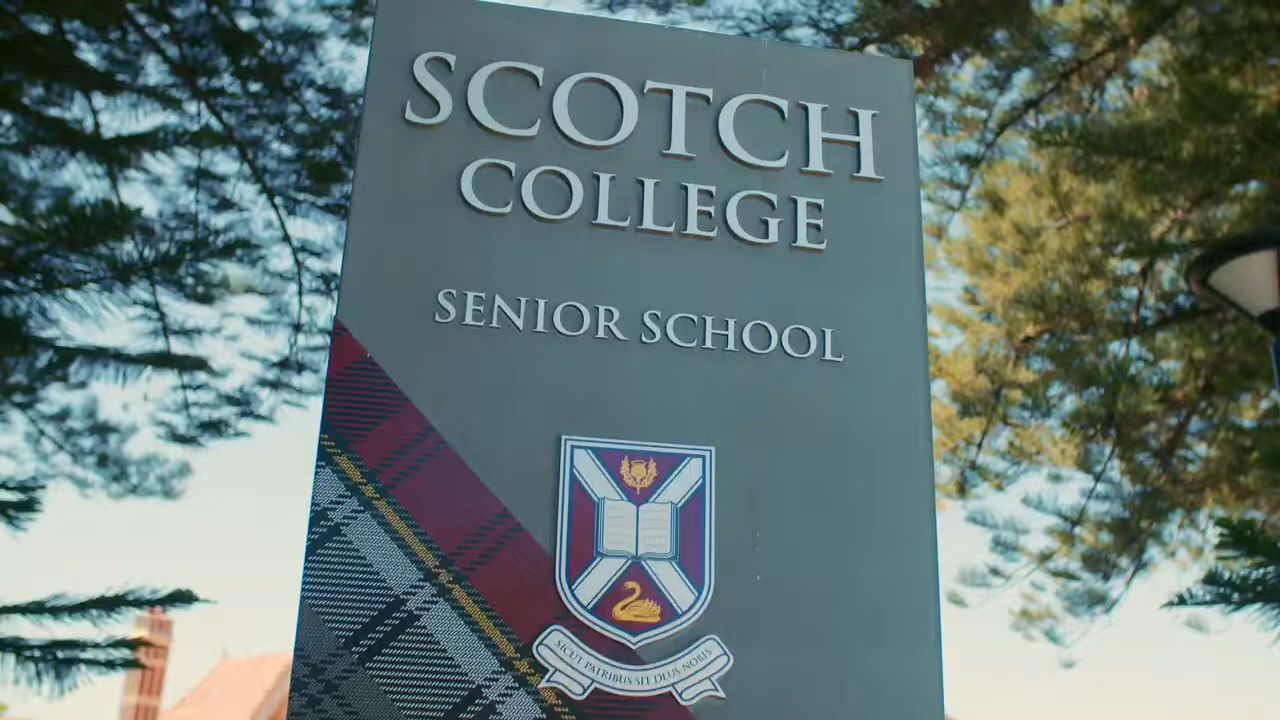 SCOTCH
COLLEGE
SENIOR SCHOOL
SICUT PATRIBUS SIT DEUS NOBIS